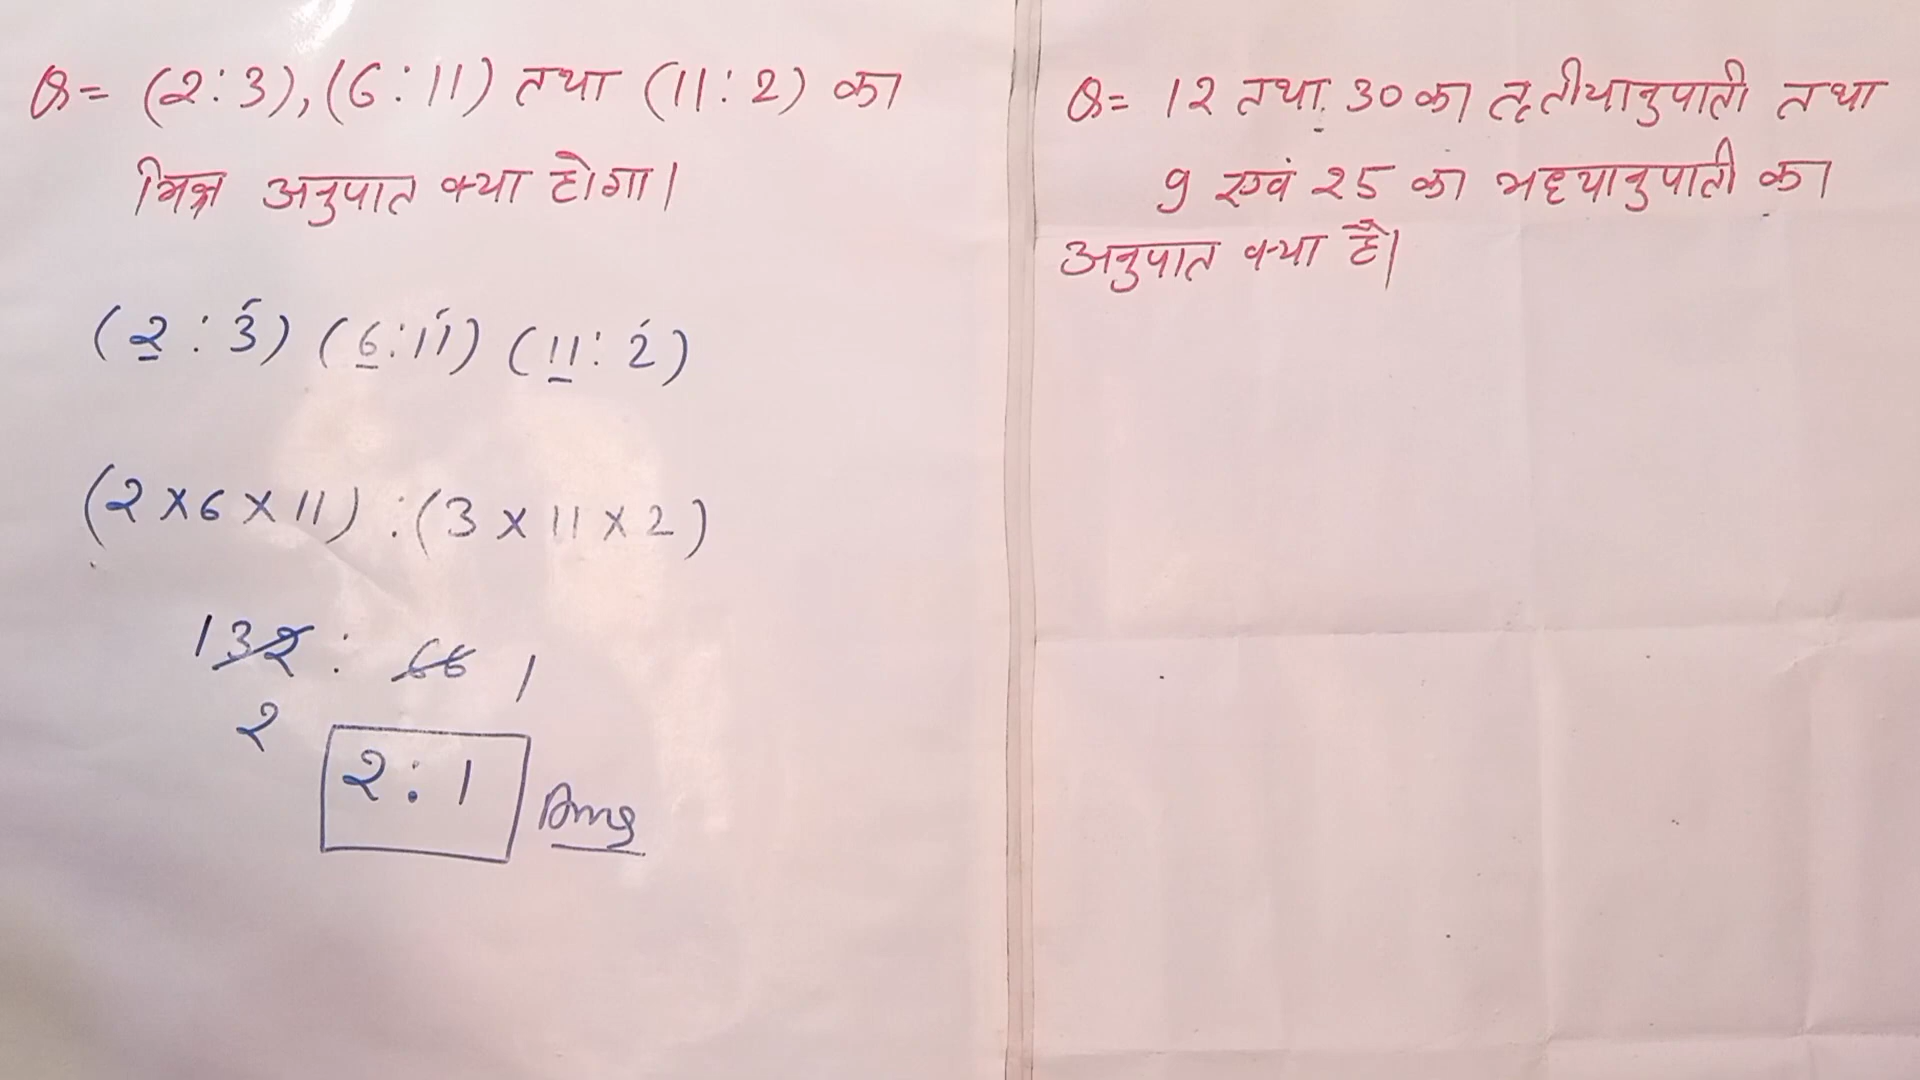 Q= (2:3), (6:11) तथा (11:2) का
मिश्र अनुपात क्या होगा।
(2 : 3) (6:11) (11:2)
(2×6×11) : (3×11×2)
132 : 66 1
2
2:1 Ans
Q= 12 तथा 30 का तृतीयानुपाती तथा
9 एवं 25 का मध्यानुपाती का
अनुपात क्या है।